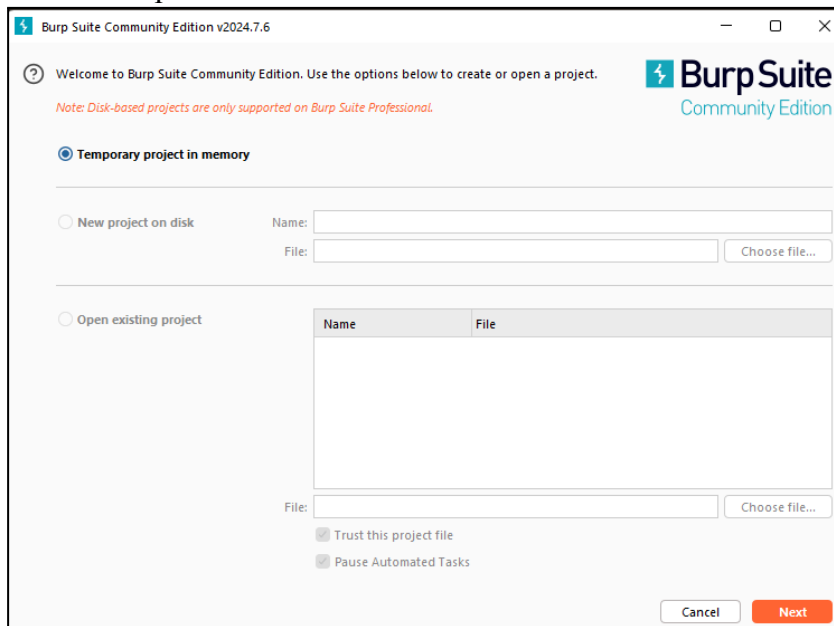 Burp Suite Community Edition v2024.7.6
Welcome to Burp Suite Community Edition. Use the options below to create or open a project.
Burp Suite
Community Edition
Note: Disk-based projects are only supported on Burp Suite Professional.
Temporary project in memory
New project on disk Name:
File: Choose file...
Open existing project
Name File
File: Choose file...
Trust this project file
Pause Automated Tasks
Cancel Next